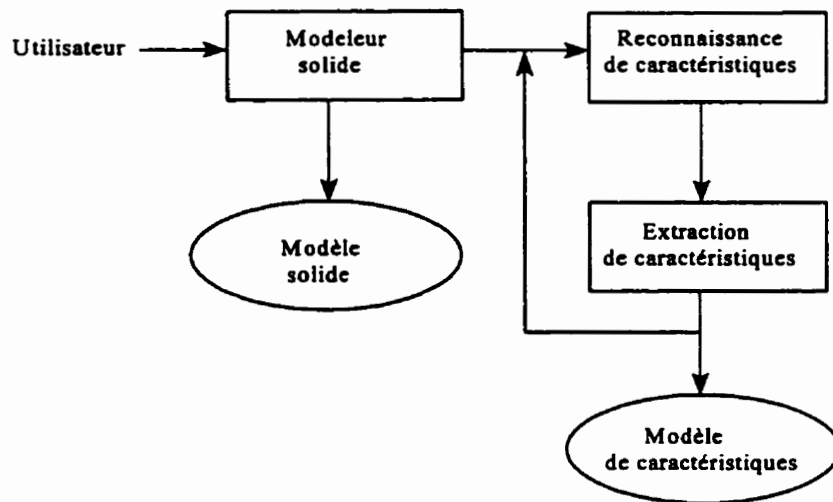 Utilisateur
Modeleur
solide
Reconnaissance
de caractéristiques
Modèle
solide
Extraction
de caractéristiques
Modèle
de caractéristiques